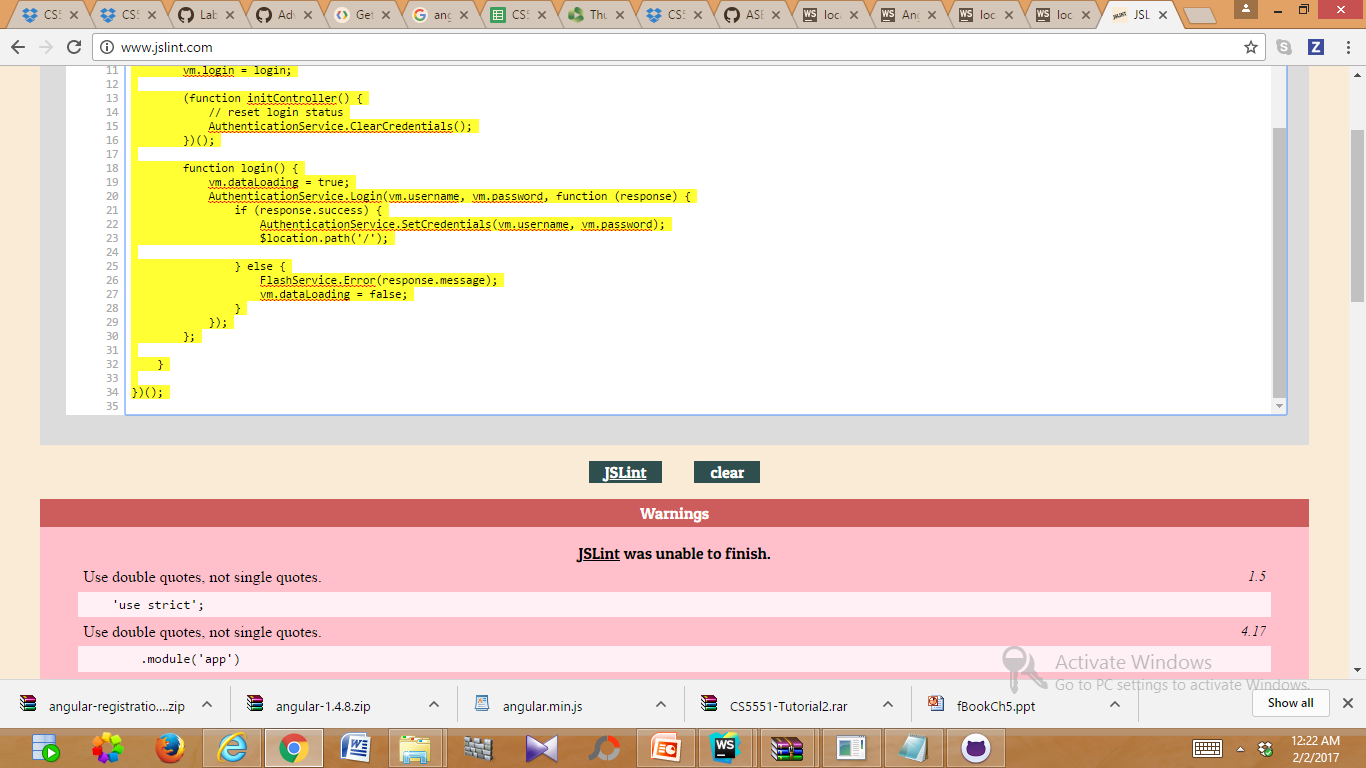 CS5
CS5
Lab
Adv
Get
ang
CS5
Thu
CS5
ASE
loca
Ang
loc
loc
JSL
www.jslint.com
11 vm.login = login;
12
13 (function initController() {
14 // reset login status
15 AuthenticationService.ClearCredentials();
16 })();
17
18 function login() {
19 vm.dataLoading = true;
20 AuthenticationService.Login(vm.username, vm.password, function (response) {
21 if (response.success) {
22 AuthenticationService.SetCredentials(vm.username, vm.password);
23 $location.path('/');
24
25 } else {
26 FlashService.Error(response.message);
27 vm.dataLoading = false;
28 }
29 });
30 };
31
32 }
33
34 })();
35
JSLint clear
Warnings
JSLint was unable to finish.
Use double quotes, not single quotes. 1.5
'use strict';
Use double quotes, not single quotes. 4.17
.module('app')
Activate Windows
Go to PC settings to activate Windows.
angular-registratio....zip angular-1.4.8.zip angular.min.js CS5551-Tutorial2.rar fBookCh5.ppt Show all
12:22 AM
2/2/2017